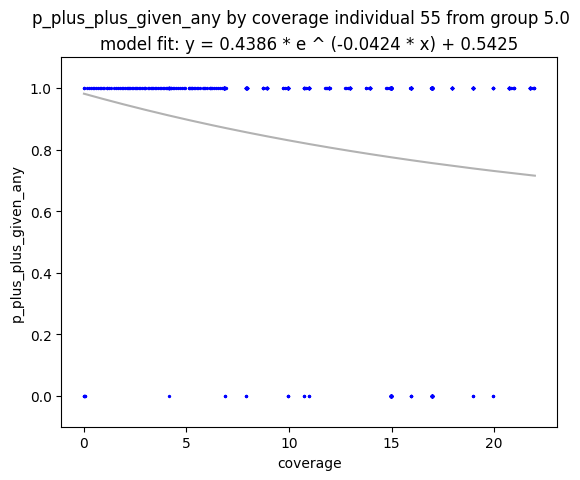 p_plus_plus_given_any by coverage individual 55 from group 5.0
model fit: y = 0.4386 * e ^ (-0.0424 * x) + 0.5425
1.0
0.8
0.6
0.4
0.2
0.0
p_plus_plus_given_any
0
5
10
15
20
coverage